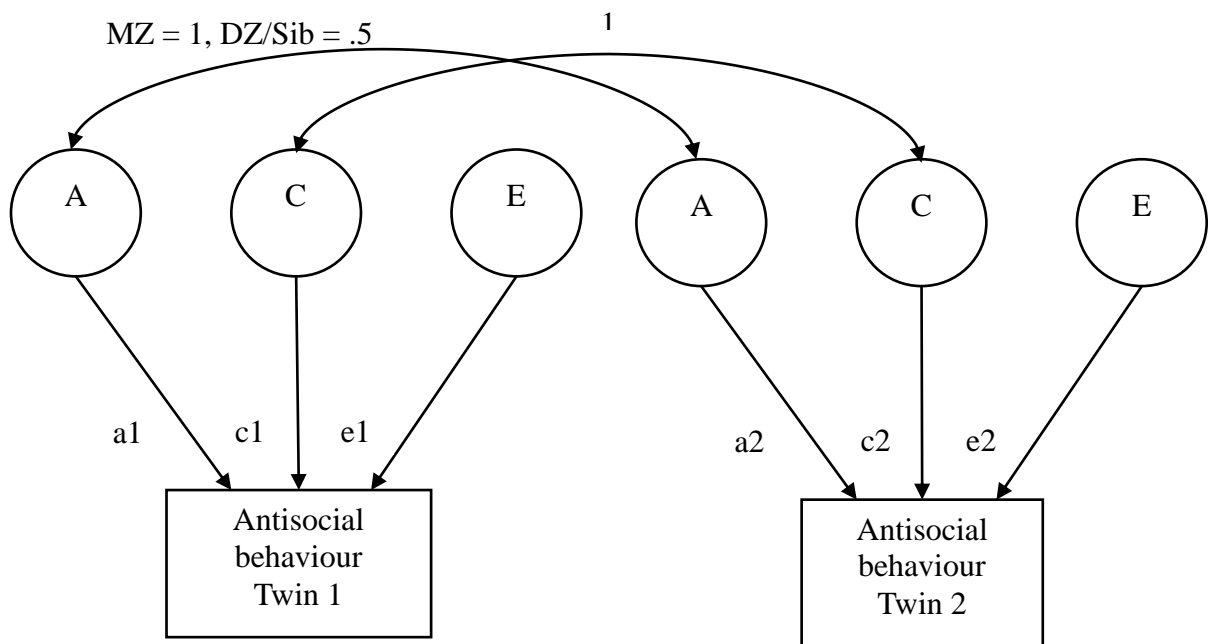 1
MZ = 1, DZ/Sib = .5
A
C
E
A
C
E
a1
c1
e1
a2
c2
e2
Antisocial
behaviour
Twin 1
Antisocial
behaviour
Twin 2